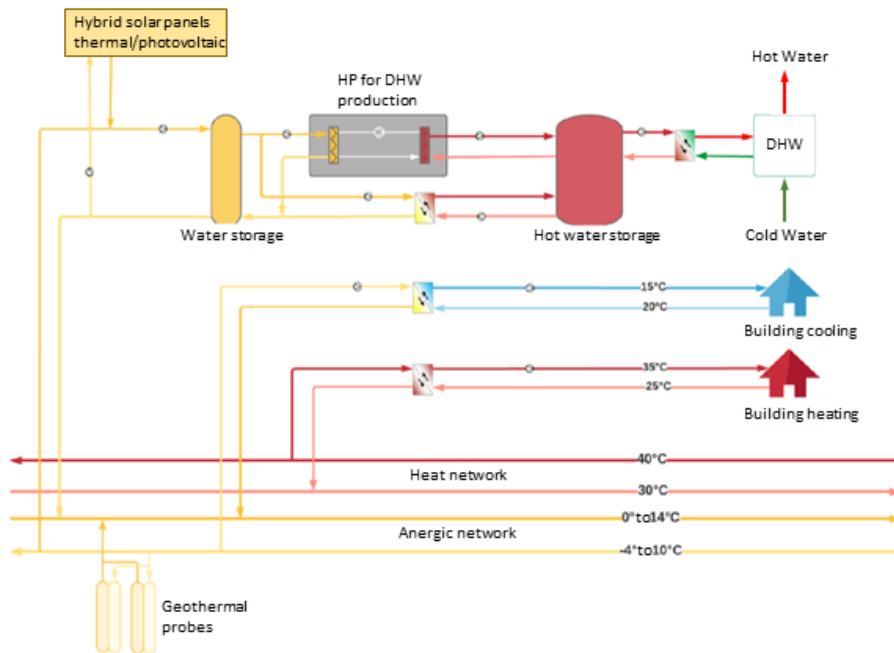 Hybrid solar panels
thermal/photovoltaic
HP for DHW
production
Hot Water
DHW
Water storage
Hot water storage
Cold Water
15°C
20°C
Building cooling
35°C
25°C
Building heating
40°C
Heat network
30°C
0°to14°C
Anergic network
-4°to10°C
Geothermal
probes